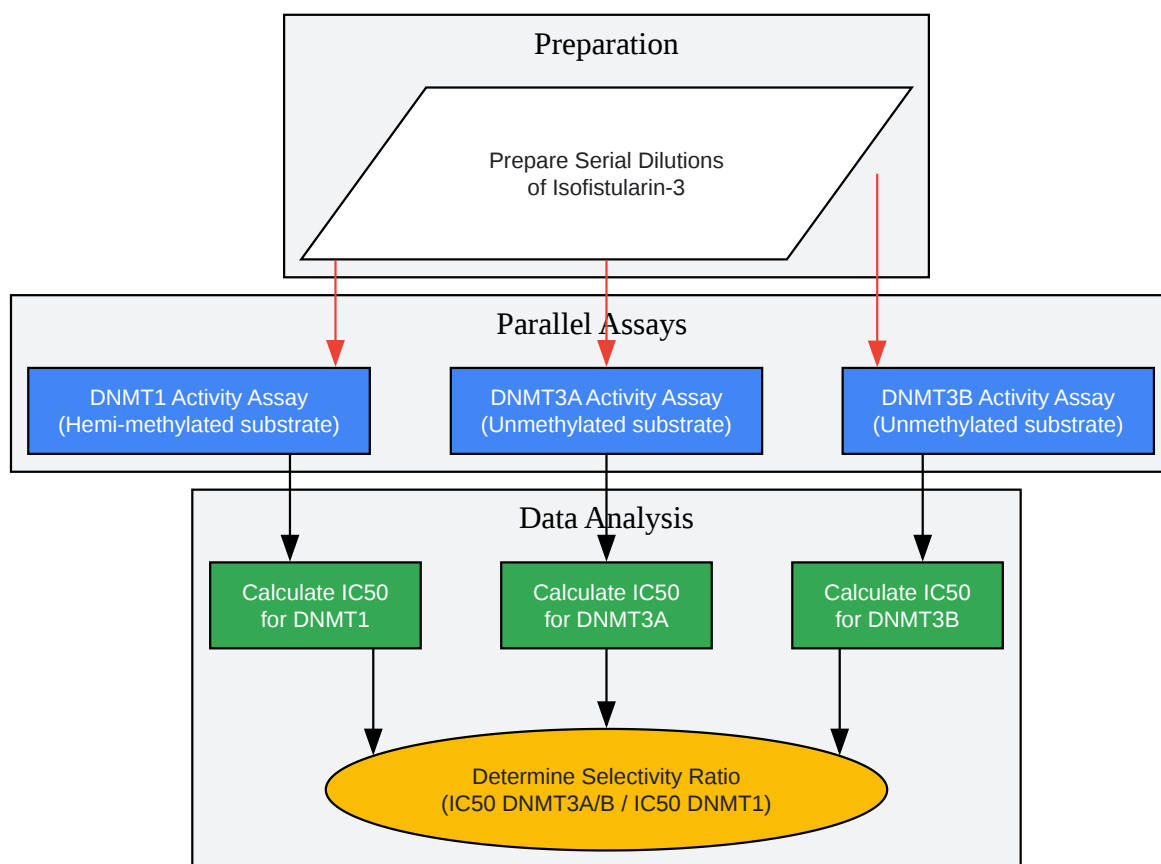 Preparation
Prepare Serial Dilutions
of Isofistularin-3
Parallel Assays
DNMT1 Activity Assay
(Hemi-methylated substrate)
DNMT3A Activity Assay
(Unmethylated substrate)
DNMT3B Activity Assay
(Unmethylated substrate)
Data Analysis
Calculate IC50
for DNMT1
Calculate IC50
for DNMT3A
Calculate IC50
for DNMT3B
Determine Selectivity Ratio
(IC50 DNMT3A/B / IC50 DNMT1)